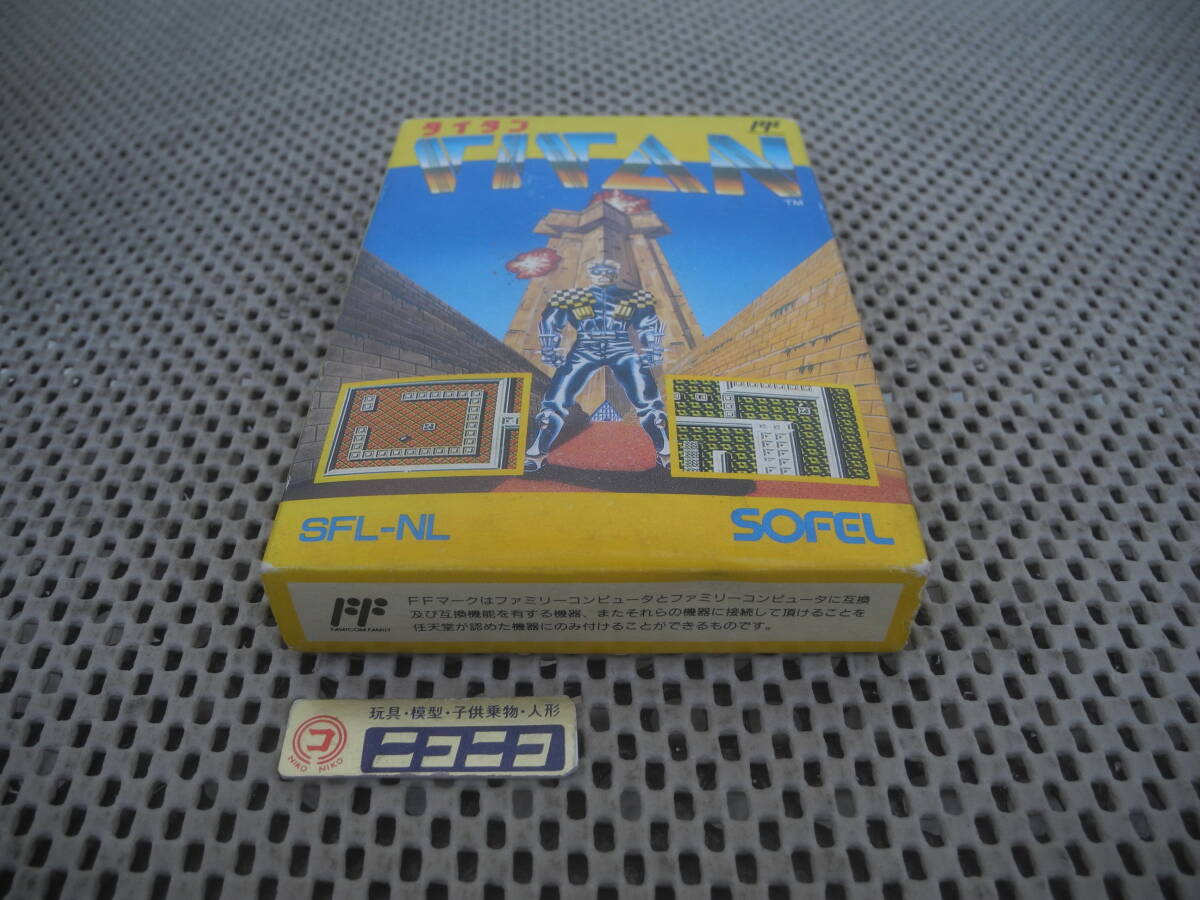 タイタン
TITAN
TM
SFL-NL
SOFEL
FAMICOM FAMILY
FFマークはファミリーコンピュータとファミリーコンピュータに互換
及び互換機能を有する機器、またそれらの機器に接続して頂けることを
任天堂が認めた機器にのみ付けることができるものです。
玩具・模型・子供乗物・人形
コ
NIKO NIKO
ニコニコ